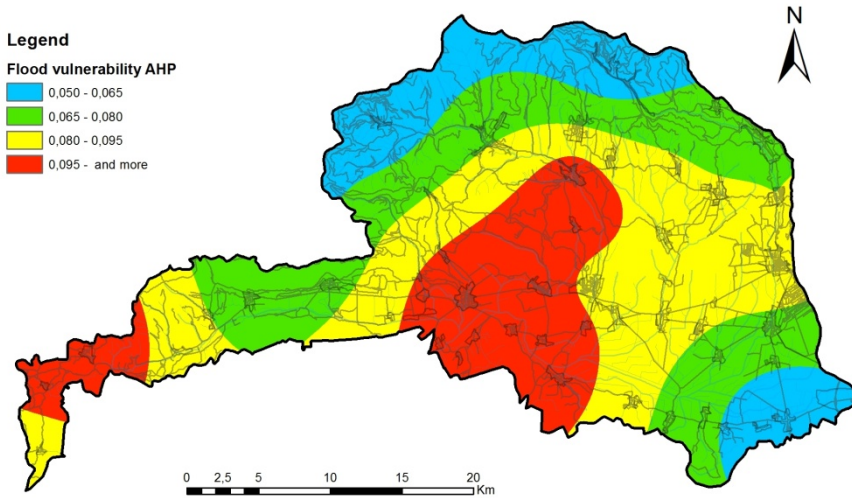 Legend
Flood vulnerability AHP
0,050 - 0,065
0,065 - 0,080
0,080 - 0,095
0,095 - and more
N
0 2,5 5 10 15 20
Km